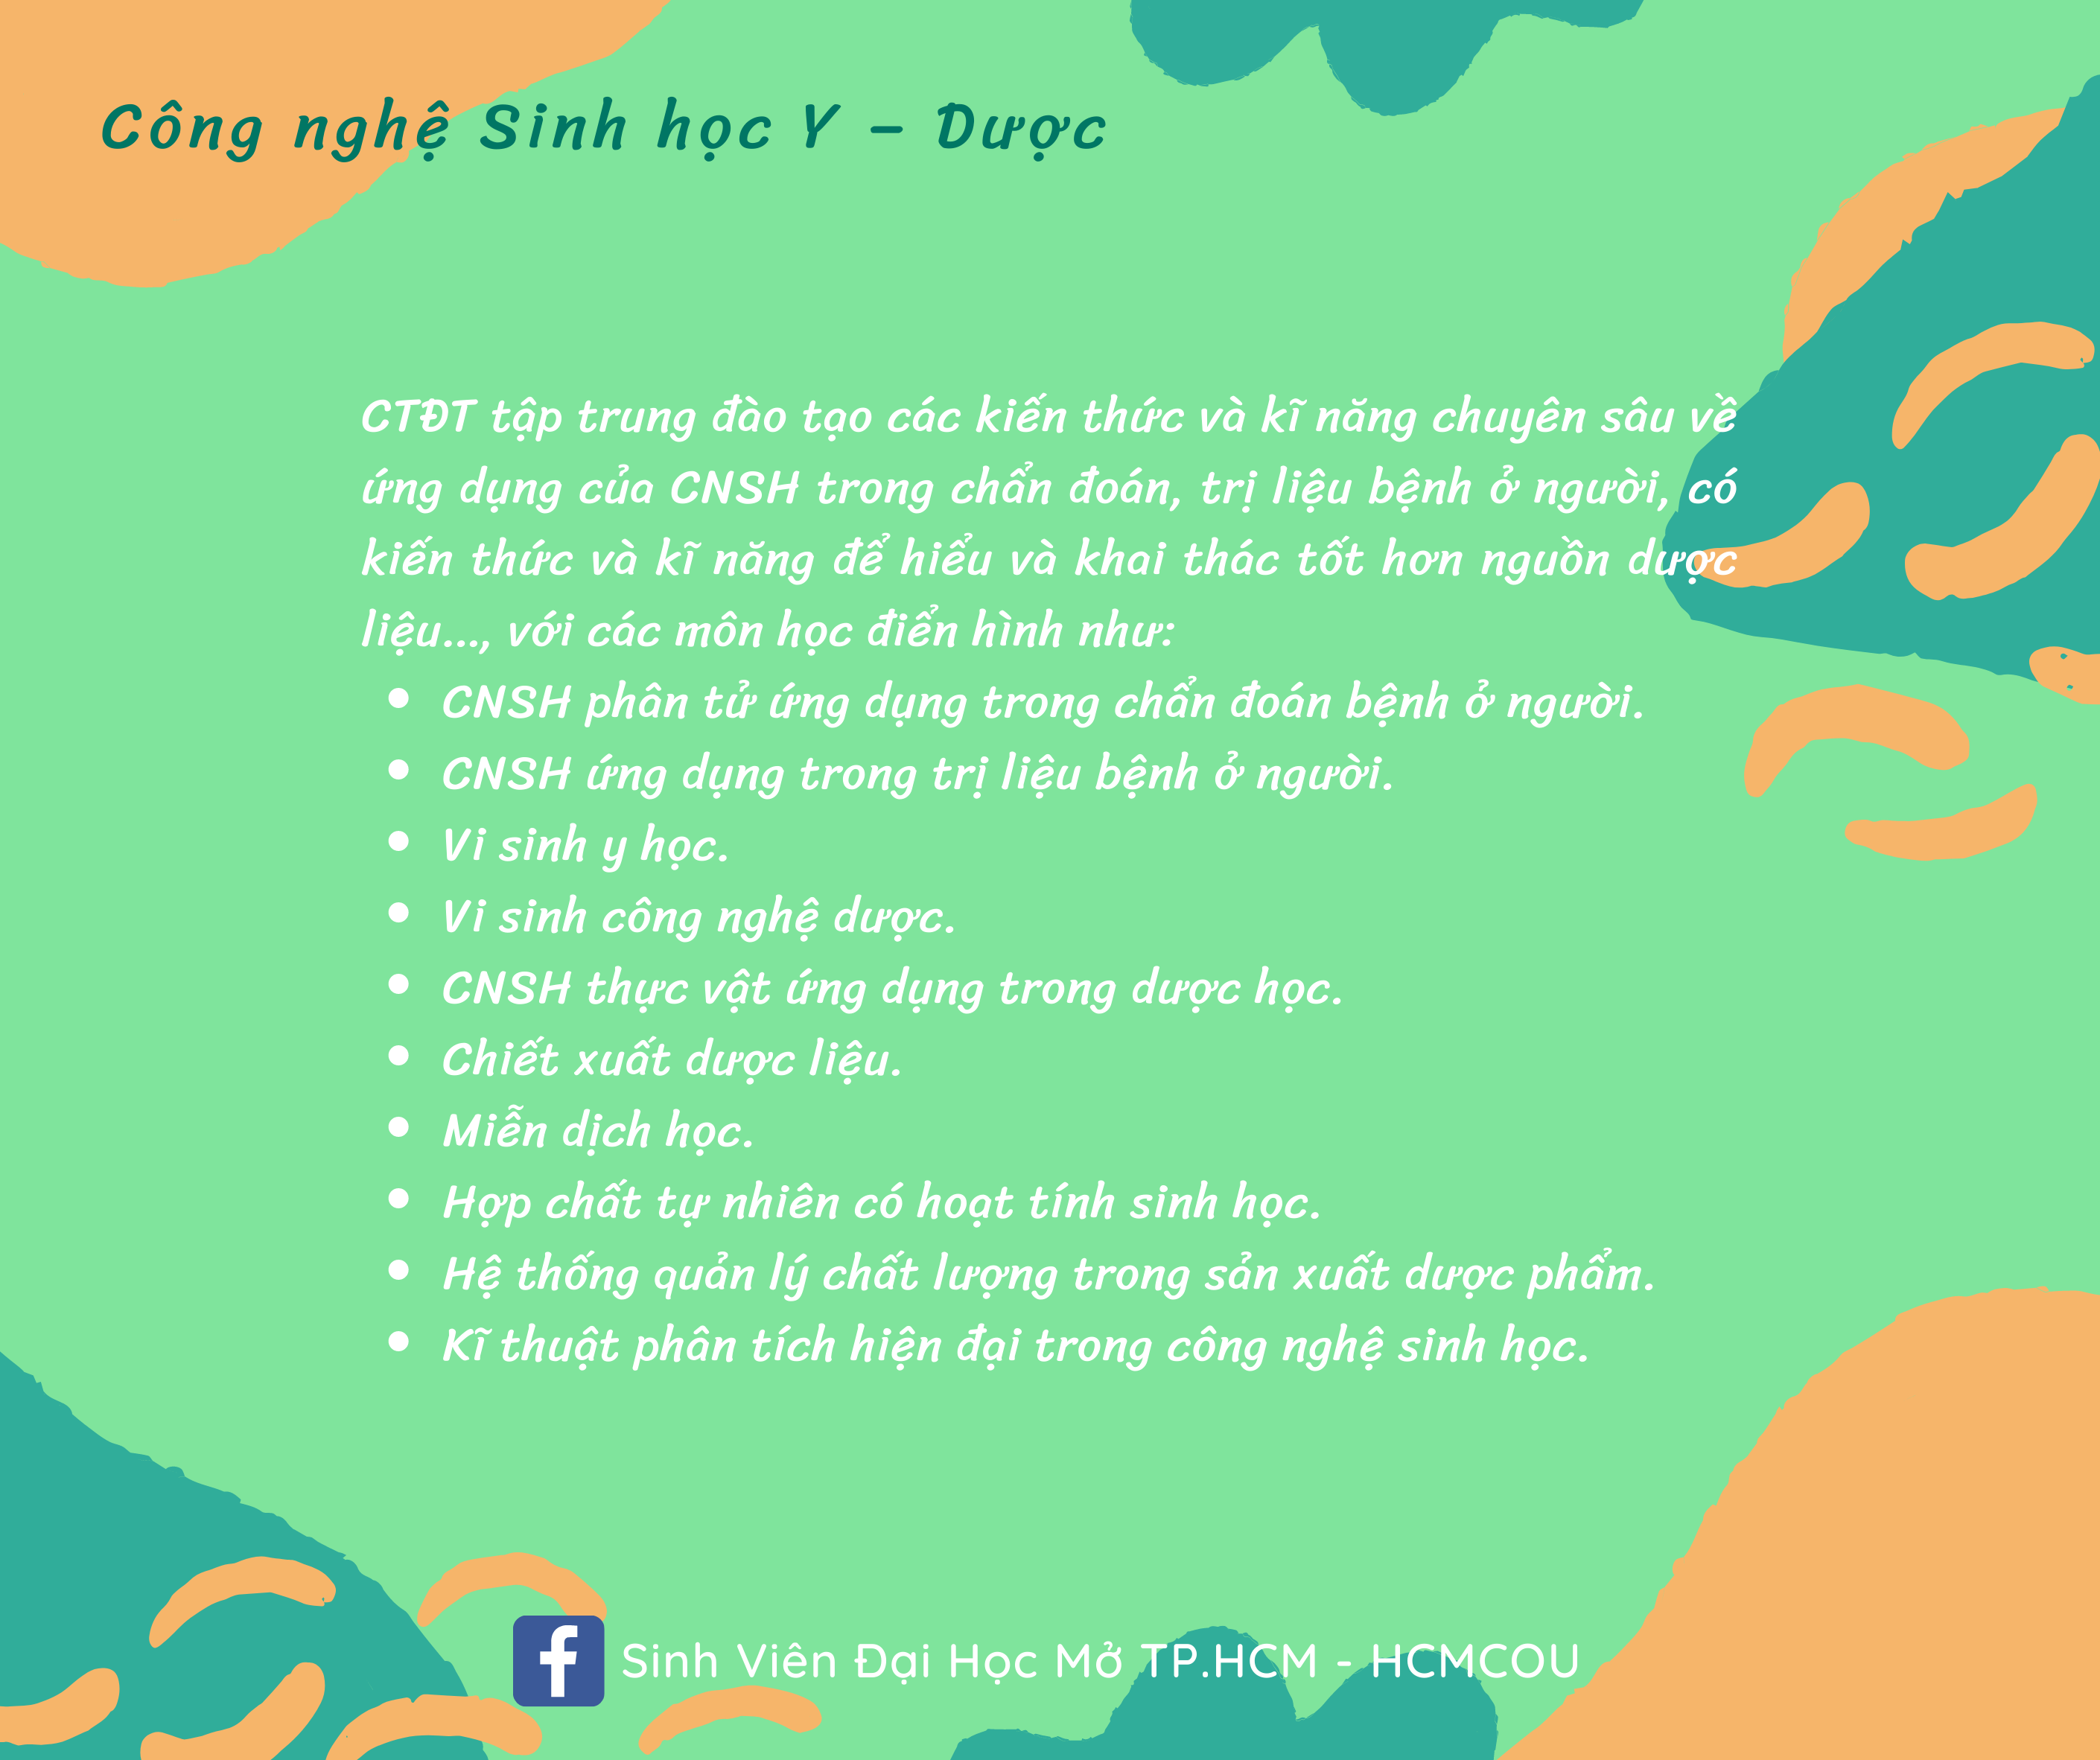 Công nghệ Sinh học Y - Dược
CTĐT tập trung đào tạo các kiến thức và kĩ năng chuyên sâu về
ứng dụng của CNSH trong chẩn đoán, trị liệu bệnh ở người, có
kiến thức và kĩ năng để hiểu và khai thác tốt hơn nguồn dược
liệu..., với các môn học điển hình như:
● CNSH phân tử ứng dụng trong chẩn đoán bệnh ở người.
● CNSH ứng dụng trong trị liệu bệnh ở người.
● Vi sinh y học.
● Vi sinh công nghệ dược.
● CNSH thực vật ứng dụng trong dược học.
● Chiết xuất dược liệu.
● Miễn dịch học.
● Hợp chất tự nhiên có hoạt tính sinh học.
● Hệ thống quản lý chất lượng trong sản xuất dược phẩm.
● Kĩ thuật phân tích hiện đại trong công nghệ sinh học.
Sinh Viên Đại Học Mở TP.HCM - HCMCOU